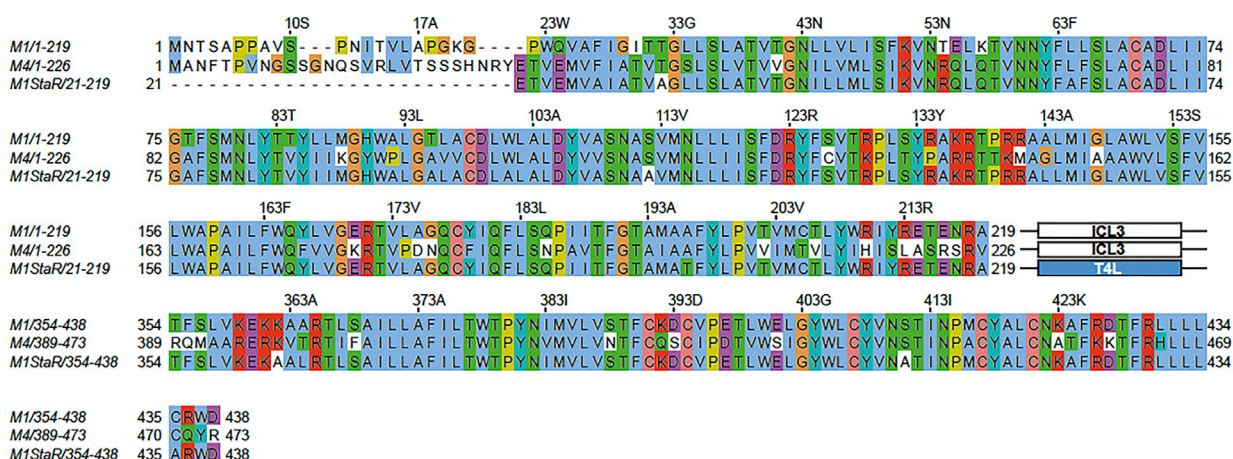 10S 17A 23W 33G 43N 53N 63F
M1/1-219 1 MNTSAPPAVS---PNITVLAPGKG----PWQVAFIGITTGLLSLATVTGNLLVLISFKVNTELKTVNNYFLLSLACADLII 74
M4/1-226 1 MANFTPVNGSSGNQSVRLVTSSSHNRYETVEMVFIATVTGSLSLVTVVGNILVMLSIKVNRQLQTVNNYFLFSLACADLII 81
M1StaR/21-219 21 ---------------------------ETVEMVAIATVAGSLSLVTVTGNILVMLSIKVNRQLQTVNNYFAFSLACADLII 74
83T 93L 103A 113V 123R 133Y 143A 153S
M1/1-219 75 GTFSMNLYTTYLLMGHWALGTLACDLWLALDYVASNASVMNLLLISFDRYFSVTRPLSYRAKRTPRRAALMIGLAWLVSFV 155
M4/1-226 82 GAFSMNLYTVYIIKGYWPLGAVVCDLWLALDYVVSNASVMNLLIISFDRYFCVTKPLTYPARRTTKMAGLMIAAAWVLSFV 162
M1StaR/21-219 75 GAFSMNLYTVYIIMGHWALGALACDLALALDYVASNAAVMNLLLISFDRYFSVTRPLSYRAKRTPRRALLMIGLAWLVSFV 155
163F 173V 183L 193A 203V 213R
M1/1-219 156 LWAPAILFWQYLVGERTVLAGQCYIQFLSQPIITFGTAMAAFYLPVTVMCTLYWRIYRETENRA 219 ICL3
M4/1-226 163 LWAPAILFWQFVVGKRTVPDNQCFIQFLSNPAVTFGTAIAAFYLPVVIMTVLYIHISLASRSRV 226 ICL3
M1StaR/21-219 156 LWAPAILFWQYLVGERTVLAGQCYIQFLSQPIITFGTAMATFYLPVTVMCTLYWRIYRETENRA 219 T4L
363A 373A 383I 393D 403G 413I 423K
M1/354-438 354 TFSLVKEKKAARTLSAILLAFILTWTPYNIMVLVSTFCKDCVPETLWELGYWLCYVNSTINPMCYALCNKAFRDTFRLLLL 434
M4/389-473 389 RQMAARERKVTRTIFAILLAFILTWTPYNVMVLVNTFCQSCIPDTVWSIGYWLCYVNSTINPACYALCNATFKKTFRHLLL 469
M1StaR/354-438 354 TFSLVKEKAALRTLSAILLAFILTWTPYNIMVLVSTFCKDCVPETLWELGYWLCYVNATINPMCYALCNKAFRDTFRLLLL 434
M1/354-438 435 CRWD 438
M4/389-473 470 CQYR 473
M1StaR/354-438 435 ARWD 438